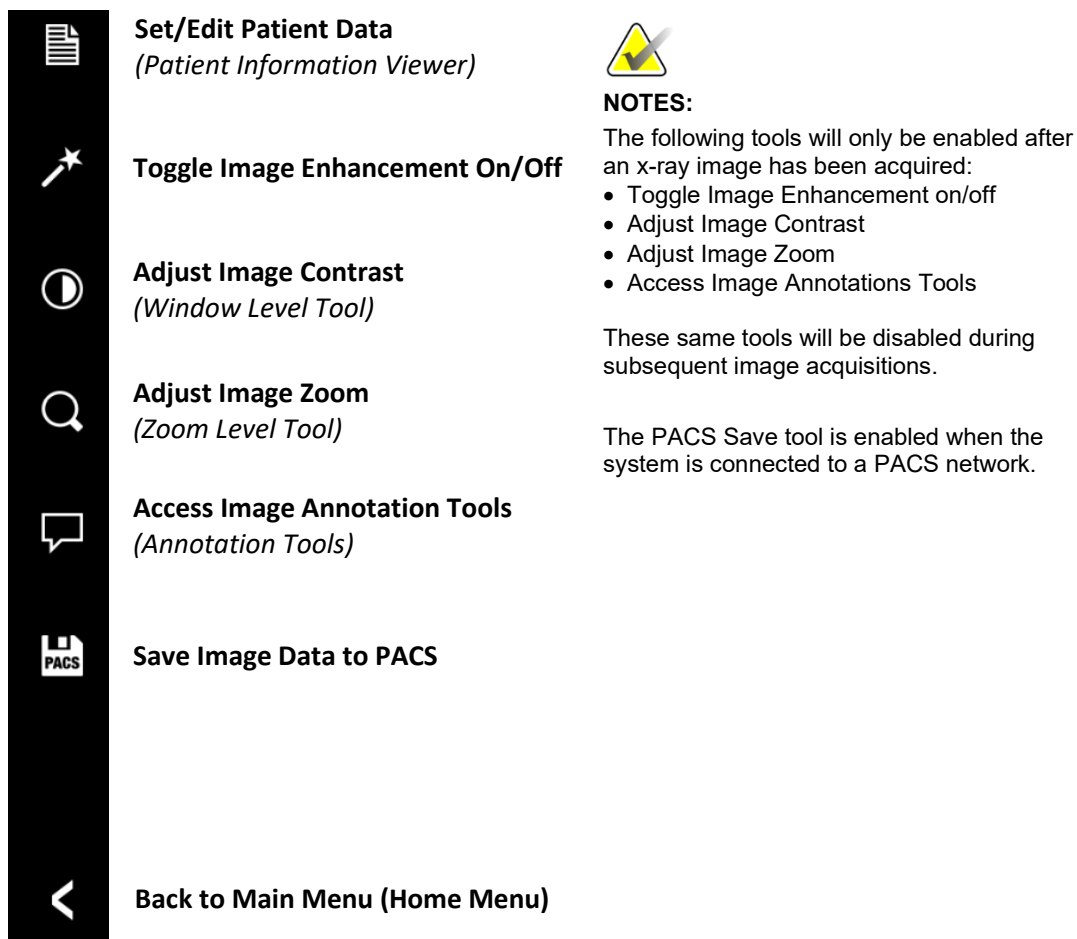 Set/Edit Patient Data
(Patient Information Viewer)
Toggle Image Enhancement On/Off
Adjust Image Contrast
(Window Level Tool)
Adjust Image Zoom
(Zoom Level Tool)
Access Image Annotation Tools
(Annotation Tools)
PACS
Save Image Data to PACS
Back to Main Menu (Home Menu)
NOTES:
The following tools will only be enabled after
an x-ray image has been acquired:
• Toggle Image Enhancement on/off
• Adjust Image Contrast
• Adjust Image Zoom
• Access Image Annotations Tools
These same tools will be disabled during
subsequent image acquisitions.
The PACS Save tool is enabled when the
system is connected to a PACS network.